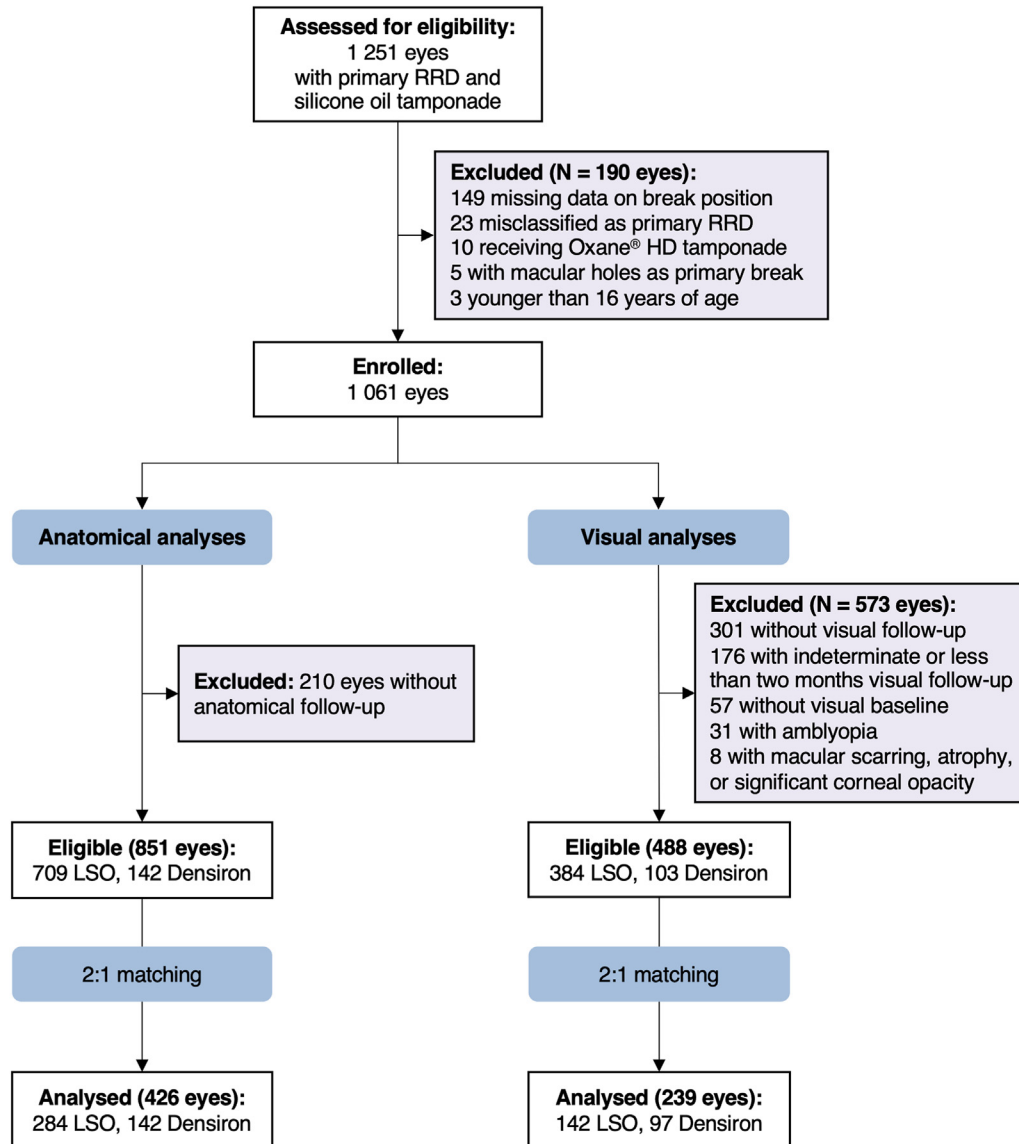 Assessed for eligibility:
1 251 eyes
with primary RRD and
silicone oil tamponade
Excluded (N = 190 eyes):
149 missing data on break position
23 misclassified as primary RRD
10 receiving Oxane® HD tamponade
5 with macular holes as primary break
3 younger than 16 years of age
Enrolled:
1 061 eyes
Anatomical analyses
Visual analyses
Excluded: 210 eyes without
anatomical follow-up
Excluded (N = 573 eyes):
301 without visual follow-up
176 with indeterminate or less
than two months visual follow-up
57 without visual baseline
31 with amblyopia
8 with macular scarring, atrophy,
or significant corneal opacity
Eligible (851 eyes):
709 LSO, 142 Densiron
Eligible (488 eyes):
384 LSO, 103 Densiron
2:1 matching
2:1 matching
Analysed (426 eyes):
284 LSO, 142 Densiron
Analysed (239 eyes):
142 LSO, 97 Densiron